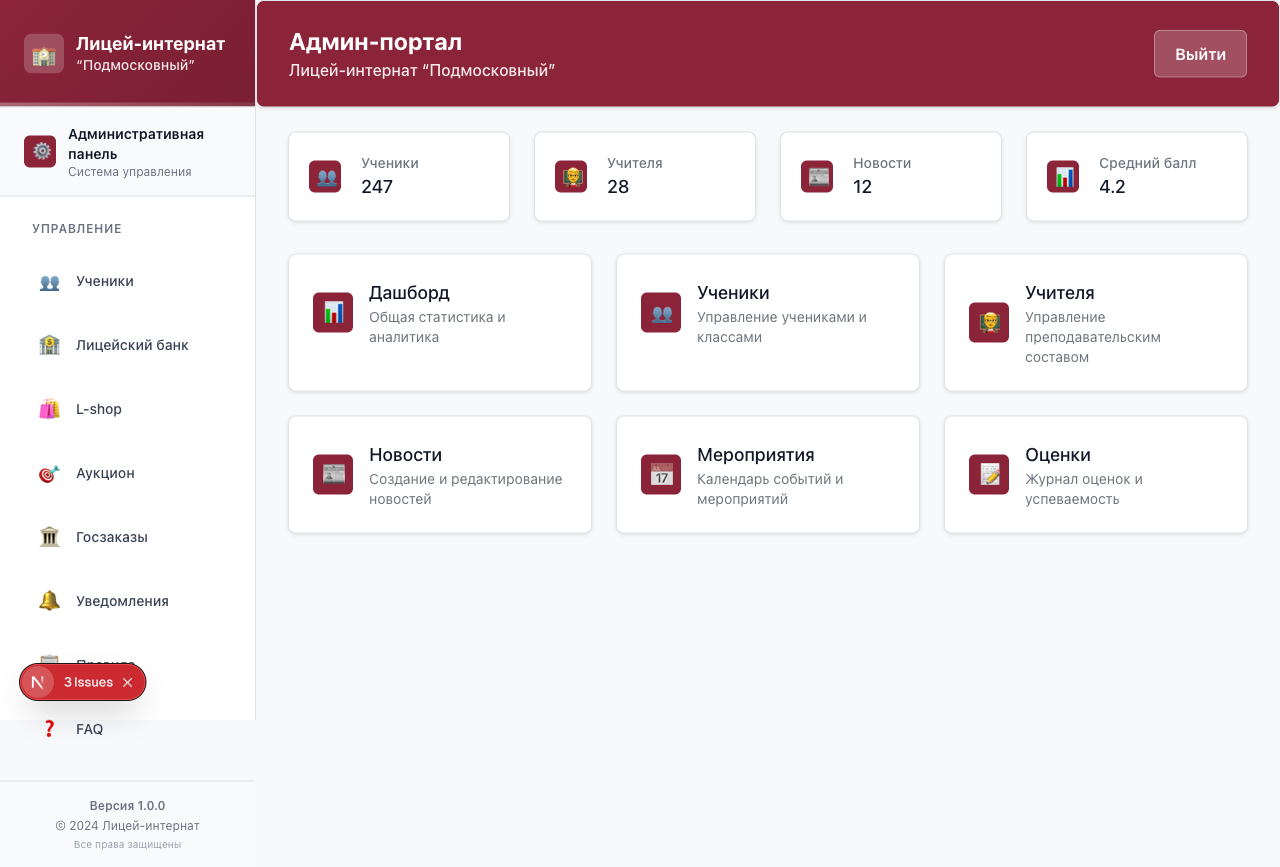 Лицей-интернат
“Подмосковный”
Административная
панель
Система управления
УПРАВЛЕНИЕ
Ученики
Лицейский банк
L-shop
Аукцион
Госзаказы
Уведомления
Правила
3 Issues
FAQ
Версия 1.0.0
© 2024 Лицей-интернат
Все права защищены
Админ-портал
Лицей-интернат “Подмосковный”
Выйти
Ученики
247
Учителя
28
Новости
12
Средний балл
4.2
Дашборд
Общая статистика и
аналитика
Ученики
Управление учениками и
классами
Учителя
Управление
преподавательским
составом
Новости
Создание и редактирование
новостей
17
Мероприятия
Календарь событий и
мероприятий
Оценки
Журнал оценок и
успеваемость